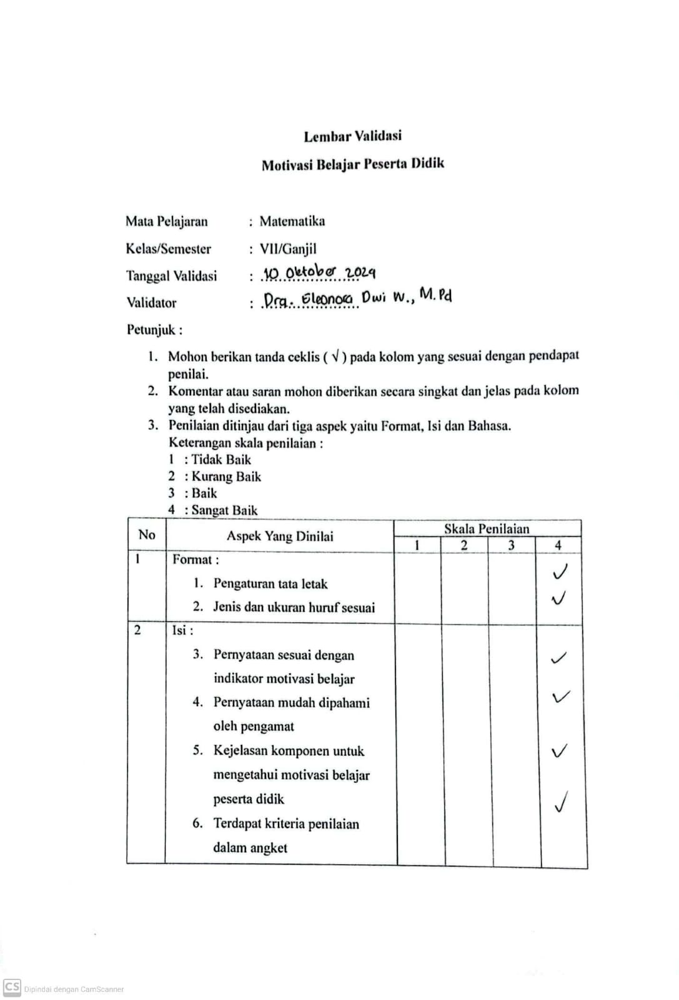 Lembar Validasi
Motivasi Belajar Peserta Didik
Mata Pelajaran : Matematika
Kelas/Semester : VII/Ganjil
Tanggal Validasi : 10 Oktober 2024
Validator : Dra. Eleonora Dwi W., M.Pd
Petunjuk :
1. Mohon berikan tanda ceklis ( √ ) pada kolom yang sesuai dengan pendapat
penilai.
2. Komentar atau saran mohon diberikan secara singkat dan jelas pada kolom
yang telah disediakan.
3. Penilaian ditinjau dari tiga aspek yaitu Format, Isi dan Bahasa.
Keterangan skala penilaian :
1 : Tidak Baik
2 : Kurang Baik
3 : Baik
4 : Sangat Baik
No Aspek Yang Dinilai Skala Penilaian
1 2 3 4
1 Format :
1. Pengaturan tata letak ✓
2. Jenis dan ukuran huruf sesuai ✓
2 Isi :
3. Pernyataan sesuai dengan ✓
indikator motivasi belajar
4. Pernyataan mudah dipahami ✓
oleh pengamat
5. Kejelasan komponen untuk ✓
mengetahui motivasi belajar
peserta didik ✓
6. Terdapat kriteria penilaian
dalam angket
CS Dipindai dengan CamScanner